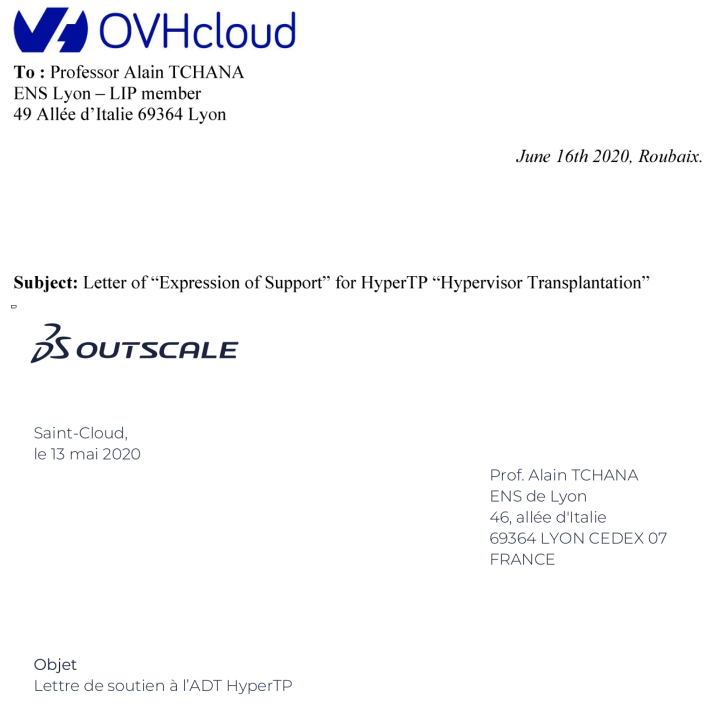 OVHcloud
To : Professor Alain TCHANA
ENS Lyon – LIP member
49 Allée d’Italie 69364 Lyon
June 16th 2020, Roubaix.
Subject: Letter of “Expression of Support” for HyperTP “Hypervisor Transplantation”
3DS OUTSCALE
Saint-Cloud,
le 13 mai 2020
Prof. Alain TCHANA
ENS de Lyon
46, allée d'Italie
69364 LYON CEDEX 07
FRANCE
Objet
Lettre de soutien à l’ADT HyperTP